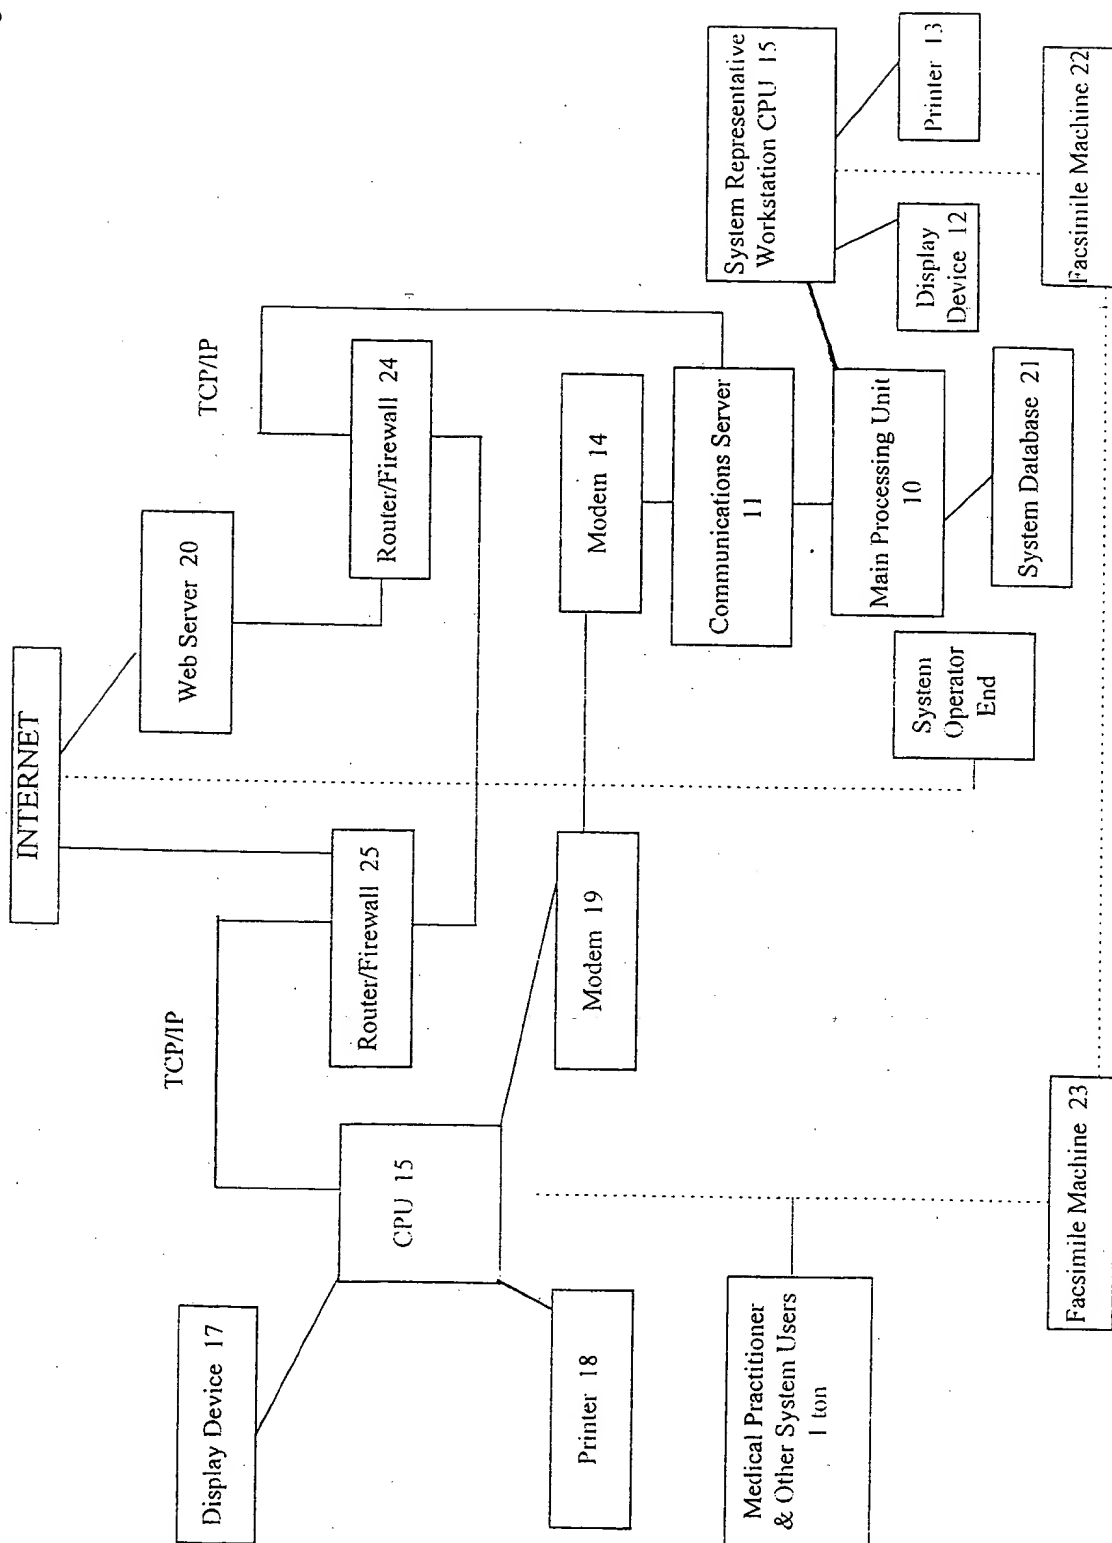 INTERNET
Web Server 20
TCP/IP
Router/Firewall 24
Router/Firewall 25
TCP/IP
Display Device 17
CPU 15
Printer 18
Modem 19
Modem 14
Communications Server
11
Main Processing Unit
10
System Database 21
System Representative
Workstation CPU 15
Printer 13
Display
Device 12
Facsimile Machine 22
System
Operator
End
Medical Practitioner
& Other System Users
1 ton
Facsimile Machine 23